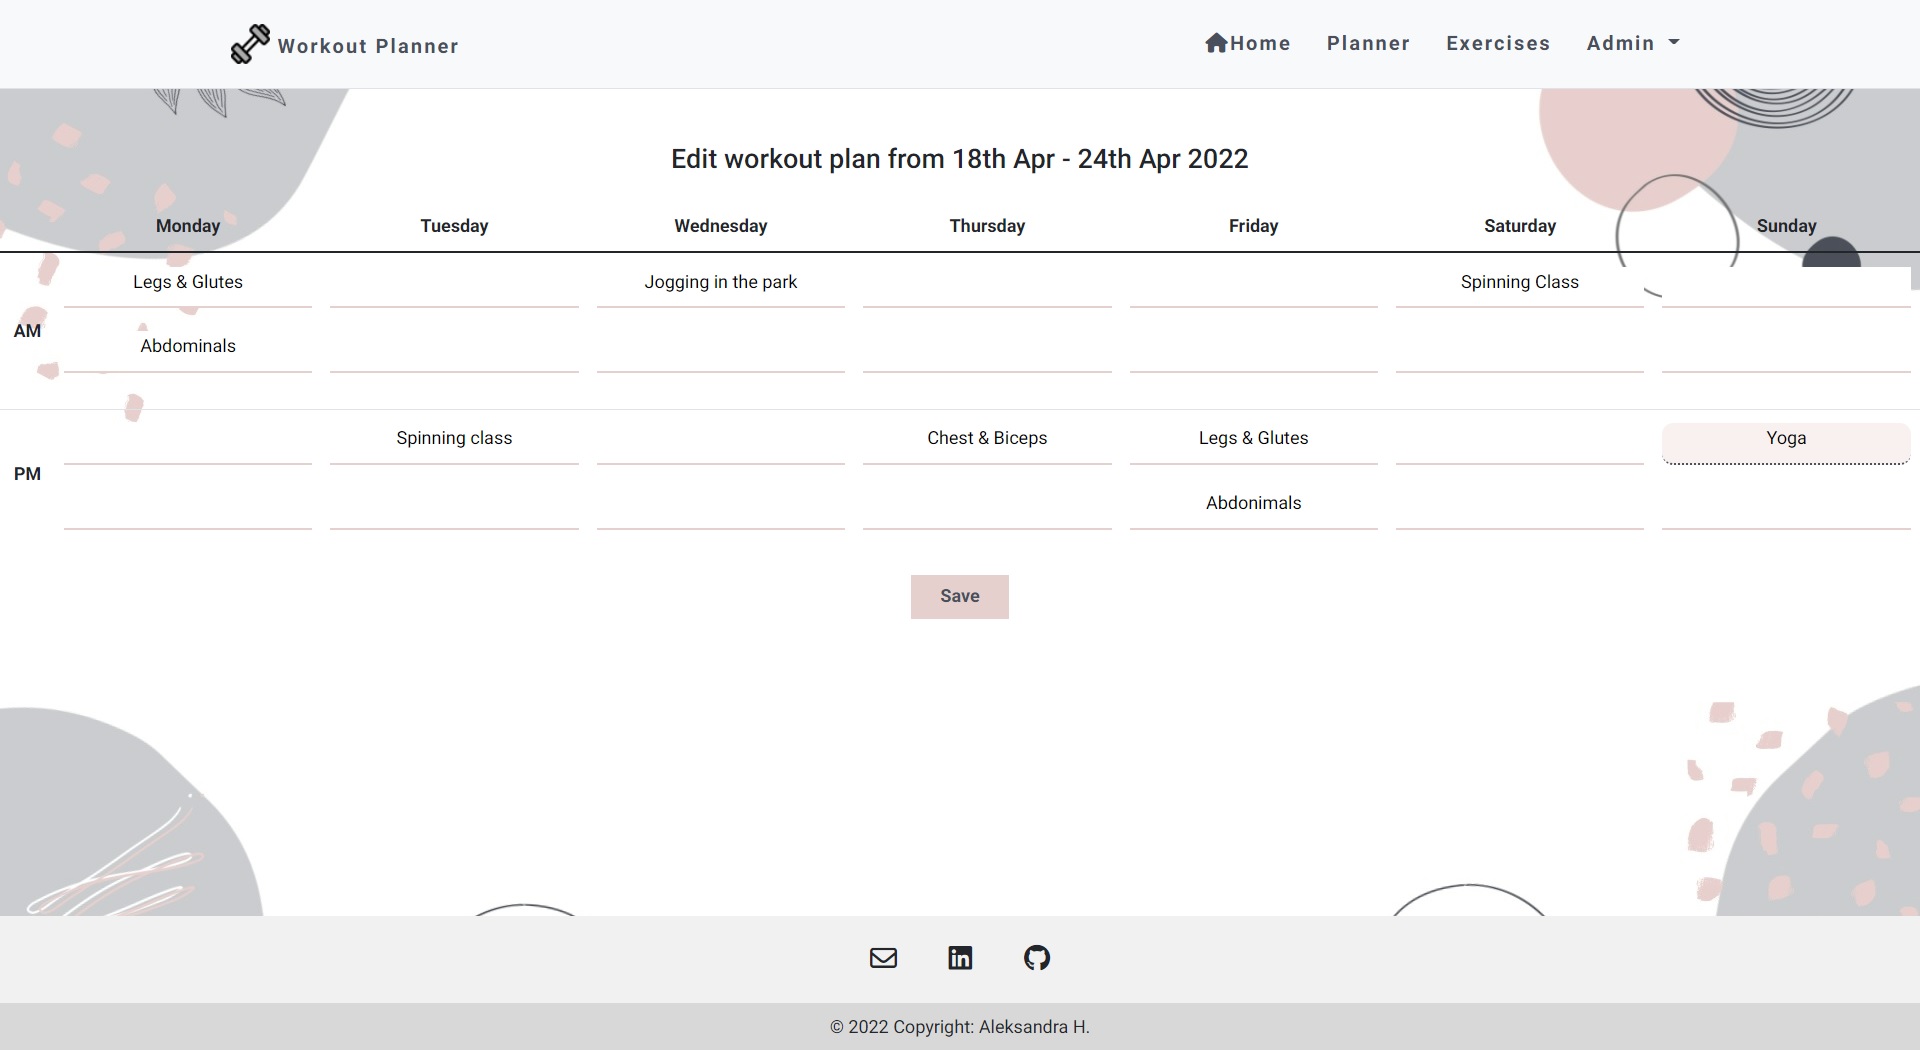 Workout Planner
Home Planner Exercises Admin
Edit workout plan from 18th Apr - 24th Apr 2022
Monday Tuesday Wednesday Thursday Friday Saturday Sunday
AM
Legs & Glutes Jogging in the park Spinning Class
Abdominals
PM
Spinning class Chest & Biceps Legs & Glutes Yoga
Abdonimals
Save
© 2022 Copyright: Aleksandra H.